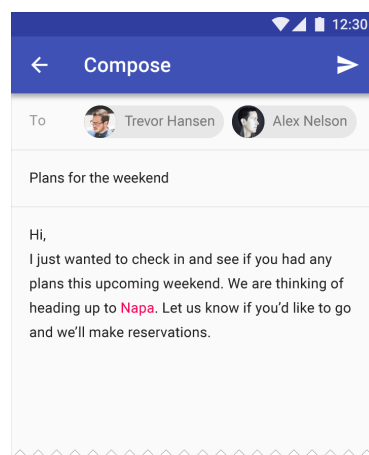 12:30
Compose
To Trevor Hansen Alex Nelson
Plans for the weekend
Hi,
I just wanted to check in and see if you had any
plans this upcoming weekend. We are thinking of
heading up to Napa. Let us know if you’d like to go
and we’ll make reservations.